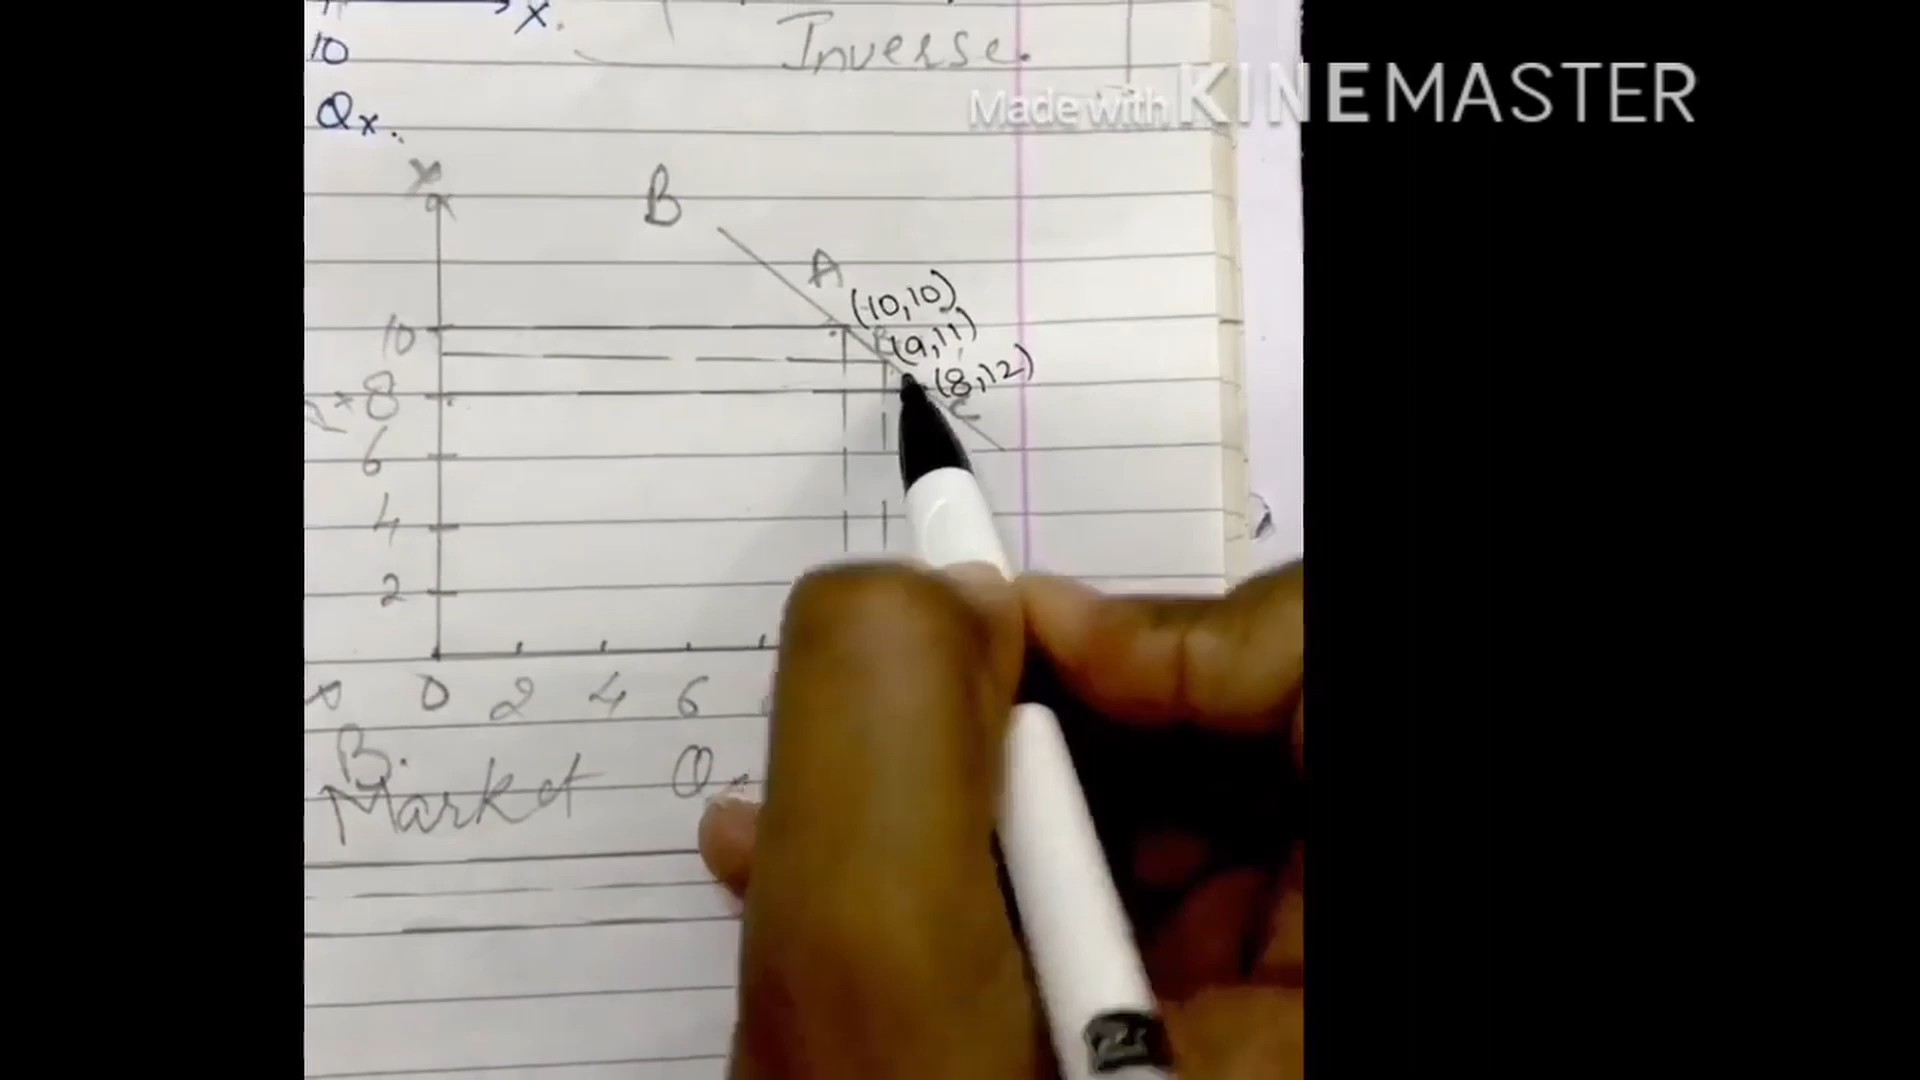 x.
10
Inverse.
Qx.
Made with KINEMASTER
B
A
(10,10)
10
(9,11)
(8,12)
8
C
6
4
2
0 2 4 6
B.
Market